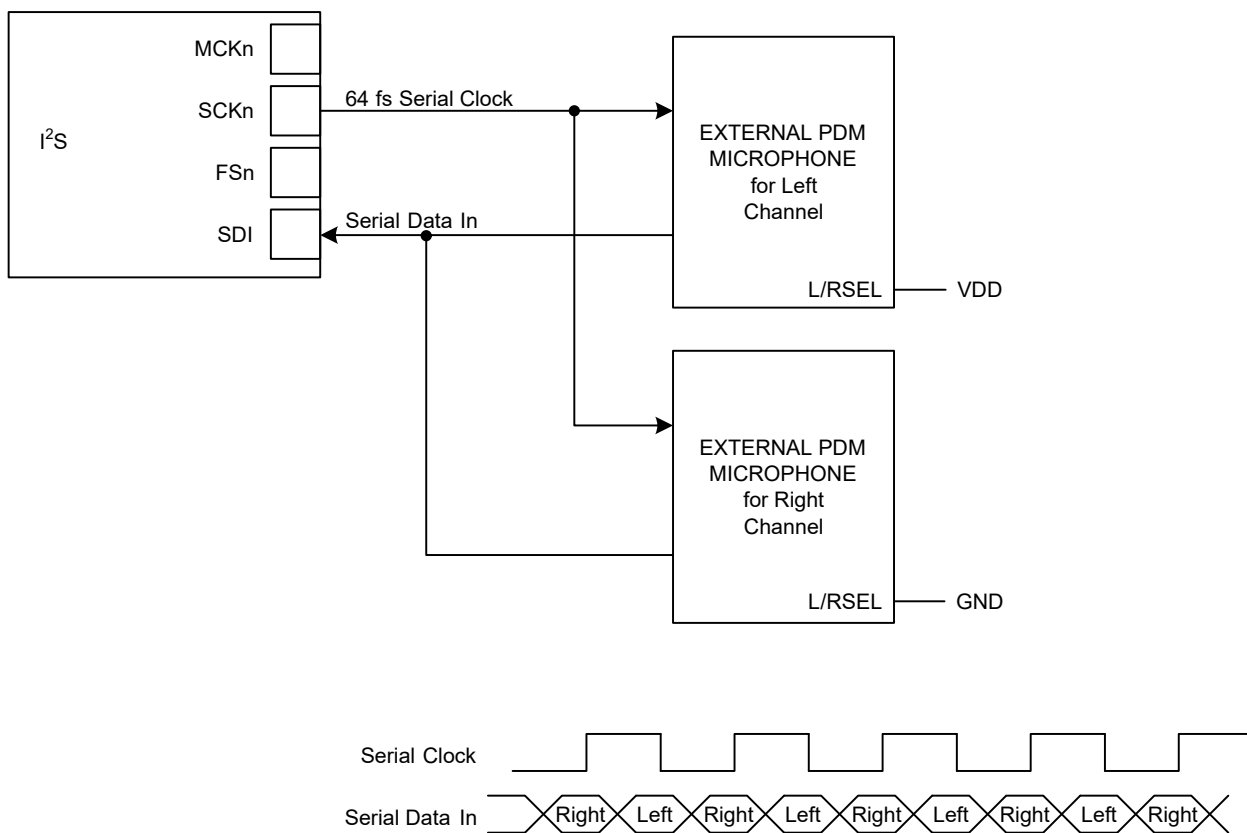 MCKn
SCKn
64 fs Serial Clock
I²S
FSn
SDI
Serial Data In
EXTERNAL PDM
MICROPHONE
for Left
Channel
L/RSEL
VDD
EXTERNAL PDM
MICROPHONE
for Right
Channel
L/RSEL
GND
Serial Clock
Serial Data In
Right Left Right Left Right Left Right Left Right